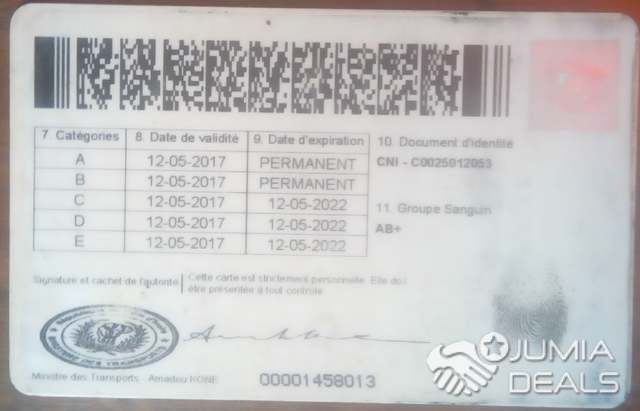 7. Catégories 8. Date de validité 9. Date d'expiration
A 12-05-2017 PERMANENT
B 12-05-2017 PERMANENT
C 12-05-2017 12-05-2022
D 12-05-2017 12-05-2022
E 12-05-2017 12-05-2022
10. Document d'identité
CNI - C0025012053
11. Groupe Sanguin
AB+
Signature et cachet de l'autorité
Cette carte est strictement personnelle. Elle doit
être présentée à tout contrôle
Ministre des Transports - Amadou KONE
00001458013
JUMIA
DEALS